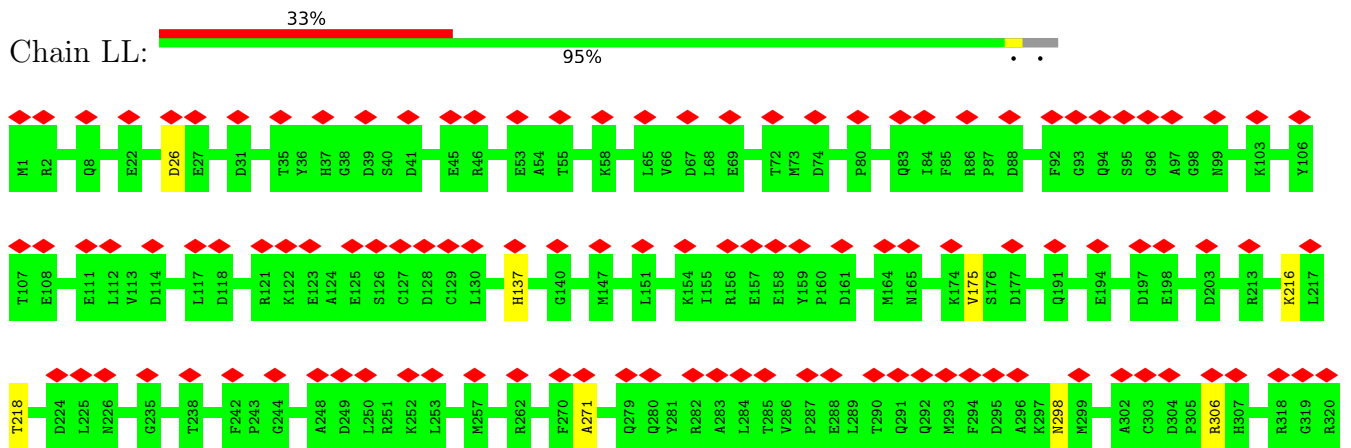 33%
Chain LL:
95%
. .
M1 R2 Q8 E22 D26 E27 D31 T35 Y36 H37 G38 D39 S40 D41 E45 R46 E53 A54 T55 K58 L65 V66 D67 L68 E69 T72 M73 D74 P80 Q83 I84 F85 R86 P87 D88 F92 G93 Q94 S95 G96 A97 G98 N99 K103 Y106
T107 E108 E111 L112 V113 D114 L117 D118 R121 K122 E123 A124 E125 S126 C127 D128 C129 L130 H137 G140 M147 L151 K154 I155 R156 E157 E158 Y159 P160 D161 M164 N165 K174 V175 S176 D177 Q191 E194 D197 E198 D203 R213 K216 L217
T218 D224 L225 N226 G235 T238 F242 P243 G244 A248 D249 L250 R251 K252 L253 M257 R262 F270 A271 Q279 Q280 Y281 R282 A283 L284 T285 V286 P287 E288 L289 T290 Q291 Q292 M293 F294 D295 A296 K297 N298 M299 A302 C303 D304 P305 R306 H307 R318 G319 R320